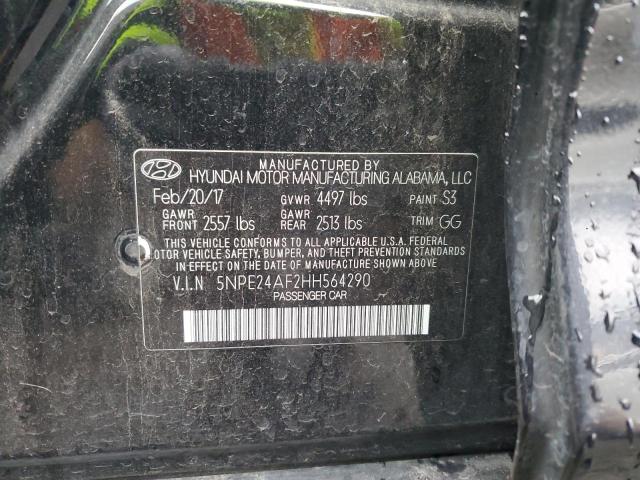 MANUFACTURED BY
HYUNDAI MOTOR MANUFACTURING ALABAMA, LLC
Feb/20/17 GVWR 4497 lbs PAINT S3
GAWR FRONT 2557 lbs GAWR REAR 2513 lbs TRIM GG
THIS VEHICLE CONFORMS TO ALL APPLICABLE U.S.A. FEDERAL
MOTOR VEHICLE SAFETY, BUMPER, AND THEFT PREVENTION STANDARDS
IN EFFECT ON THE DATE OF MANUFACTURE SHOWN ABOVE.
V.I.N 5NPE24AF2HH564290
PASSENGER CAR